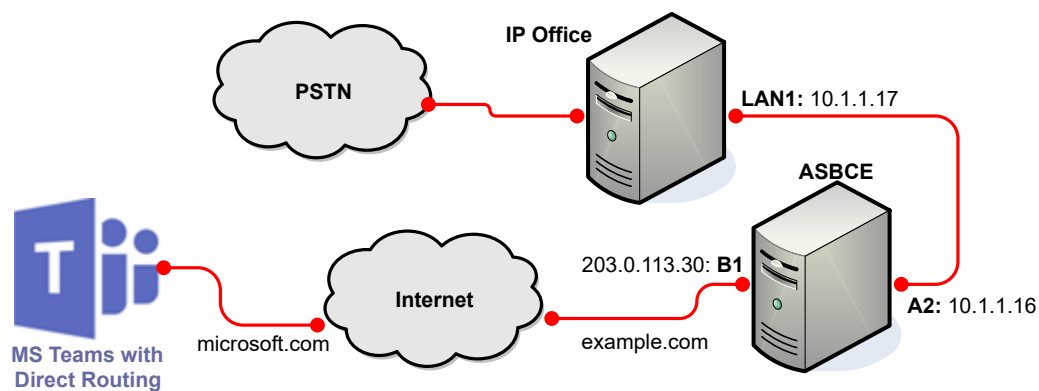 IP Office
PSTN
LAN1: 10.1.1.17
ASBCE
T
203.0.113.30: B1
Internet
A2: 10.1.1.16
microsoft.com
example.com
MS Teams with
Direct Routing